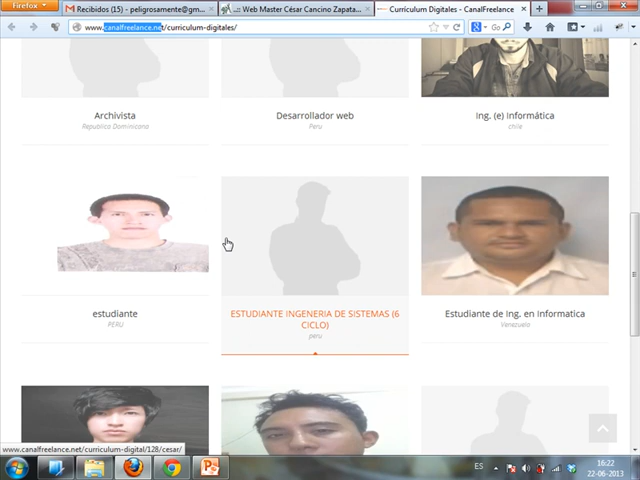 Firefox
Recibidos (15) - peligrosamente@gm...
.:: Web Master César Cancino Zapata...
Curriculum Digitales - CanalFreelance
www.canalfreelance.net/curriculum-digitales/
Go
Archivista
Republica Dominicana
Desarrollador web
Peru
Ing. (e) Informática
chile
estudiante
PERU
ESTUDIANTE INGENERIA DE SISTEMAS (6
CICLO)
peru
Estudiante de Ing. en Informatica
Venezuela
www.canalfreelance.net/curriculum-digital/128/cesar/
ES
16:22
22-06-2013